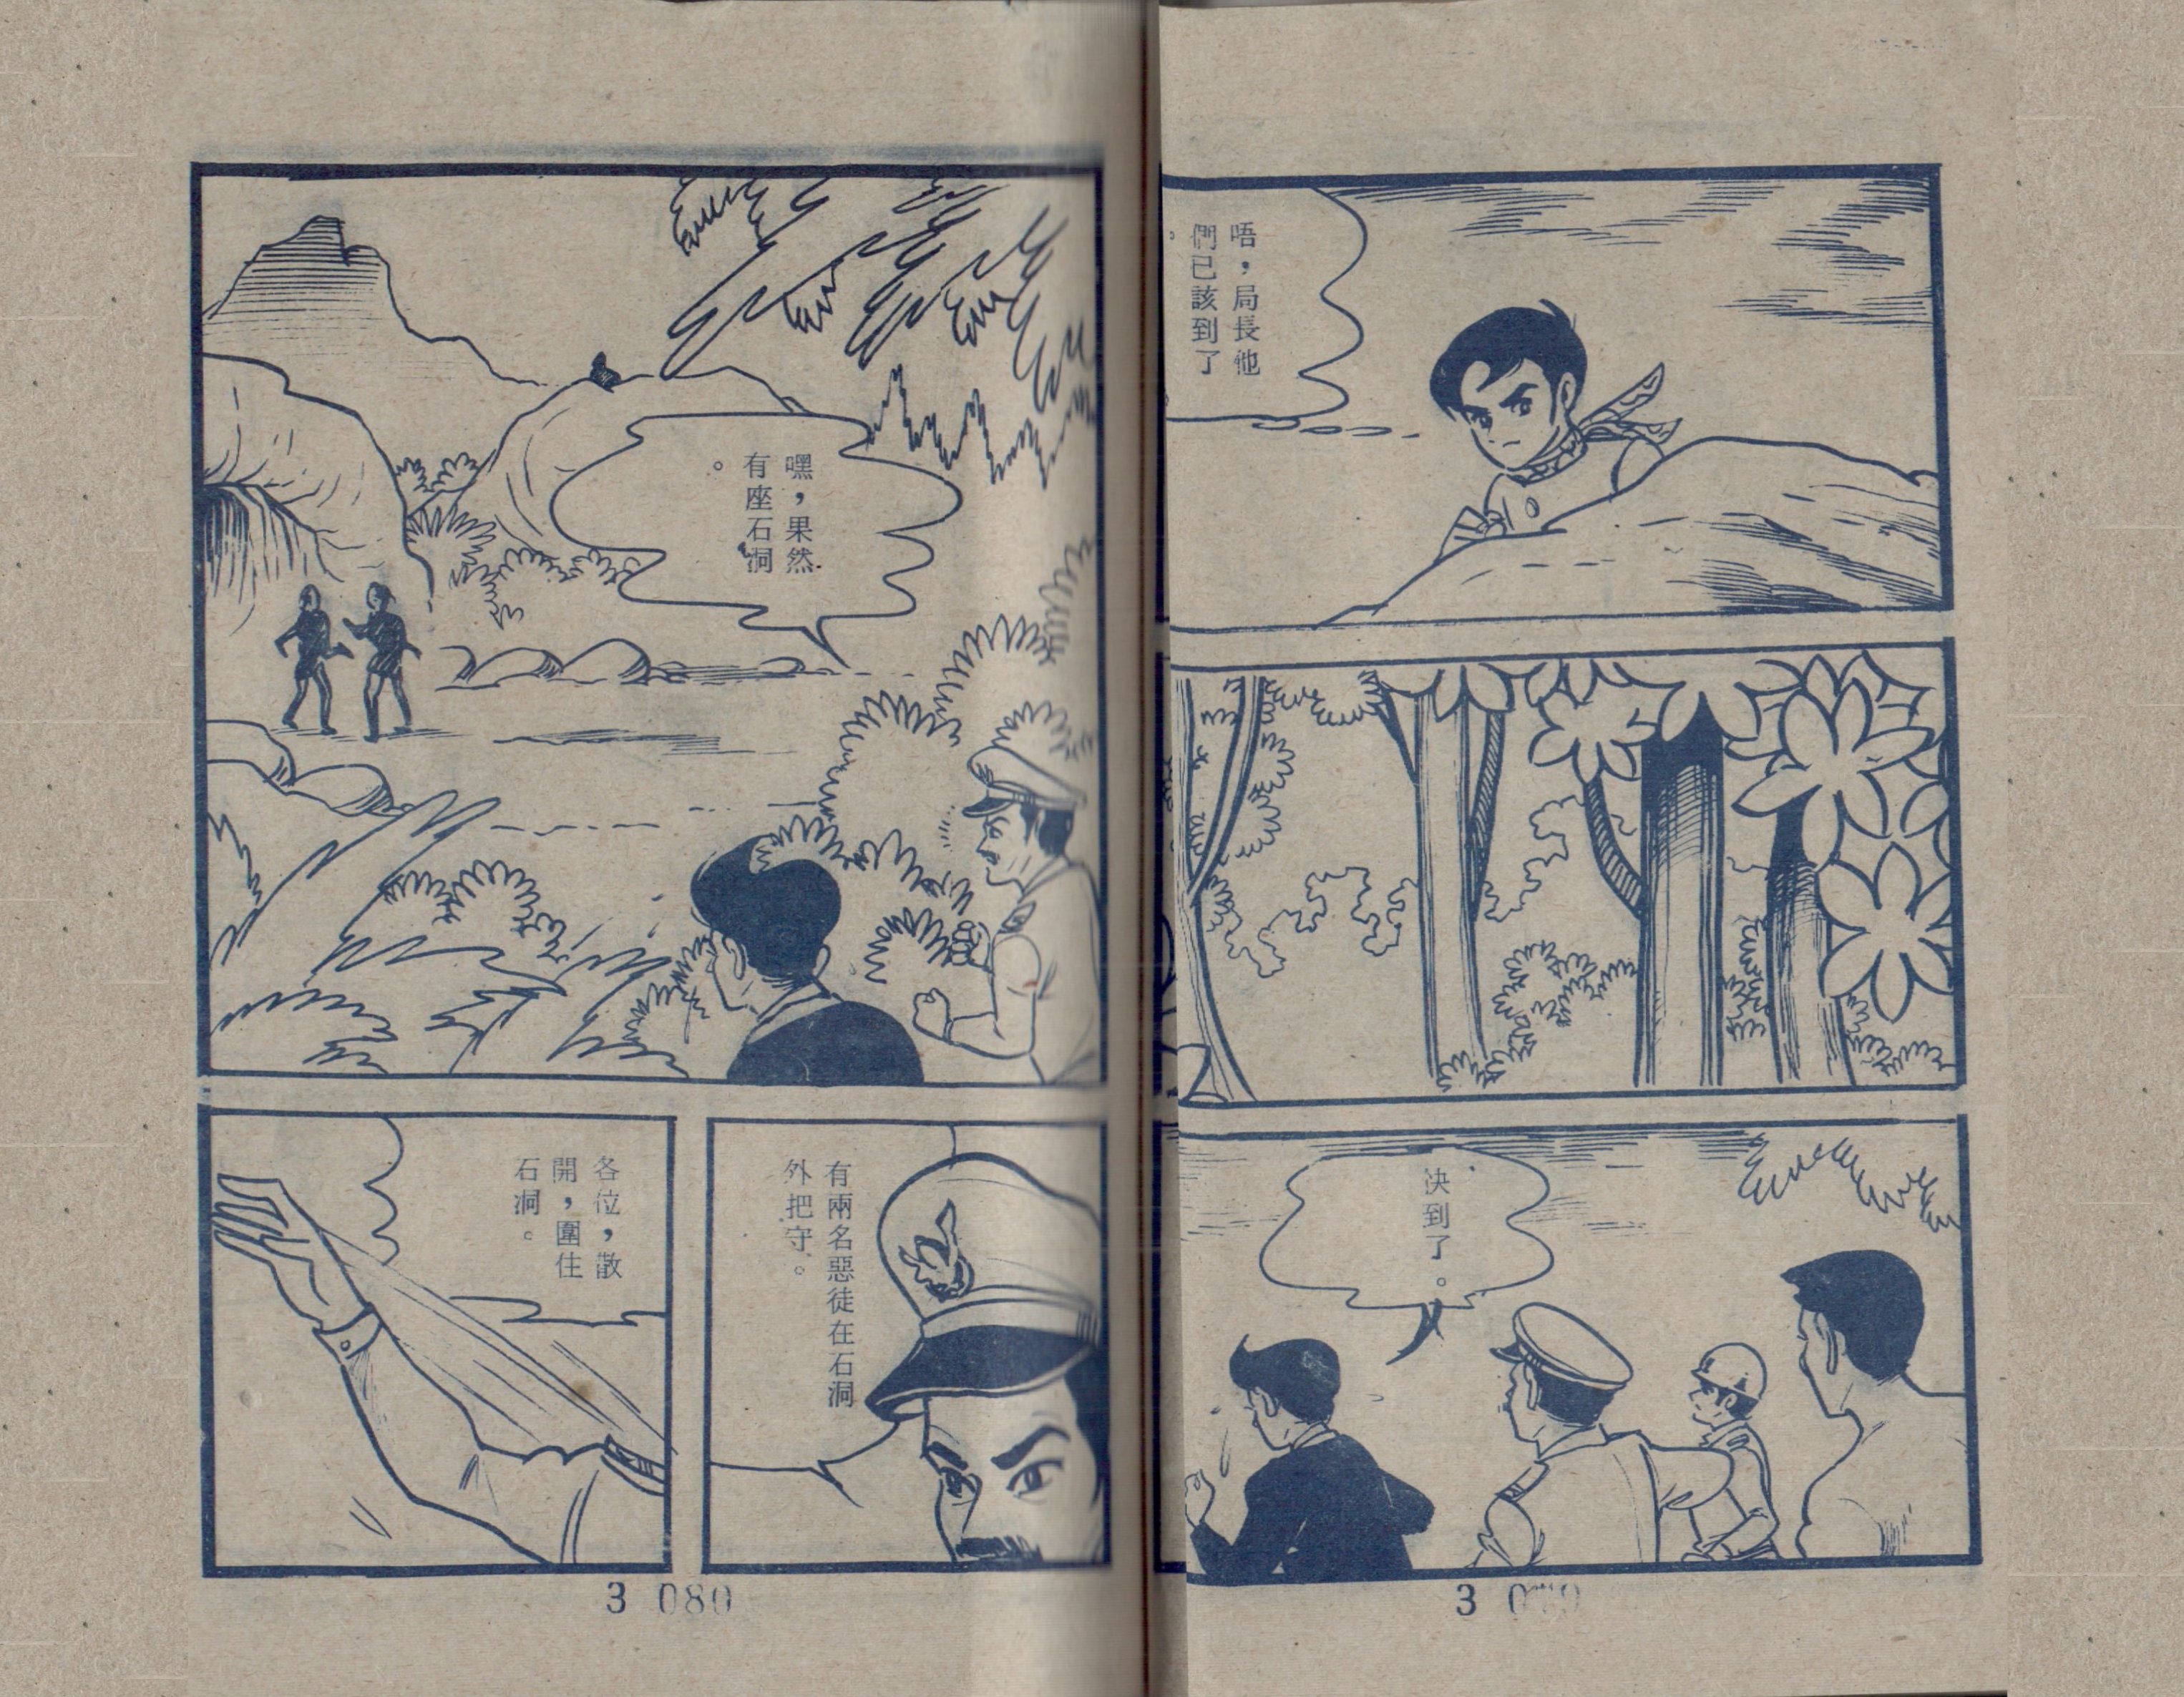 唔，局長他
們已該到了
。
决到了。
3 079
嘿，果然
有座石洞
。
有兩名惡徒在石洞
外把守。
各位，散
開，圍住
石洞。
3 080